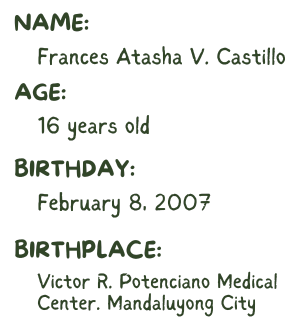 NAME:
Frances Atasha V. Castillo
AGE:
16 years old
BIRTHDAY:
February 8, 2007
BIRTHPLACE:
Victor R. Potenciano Medical
Center, Mandaluyong City